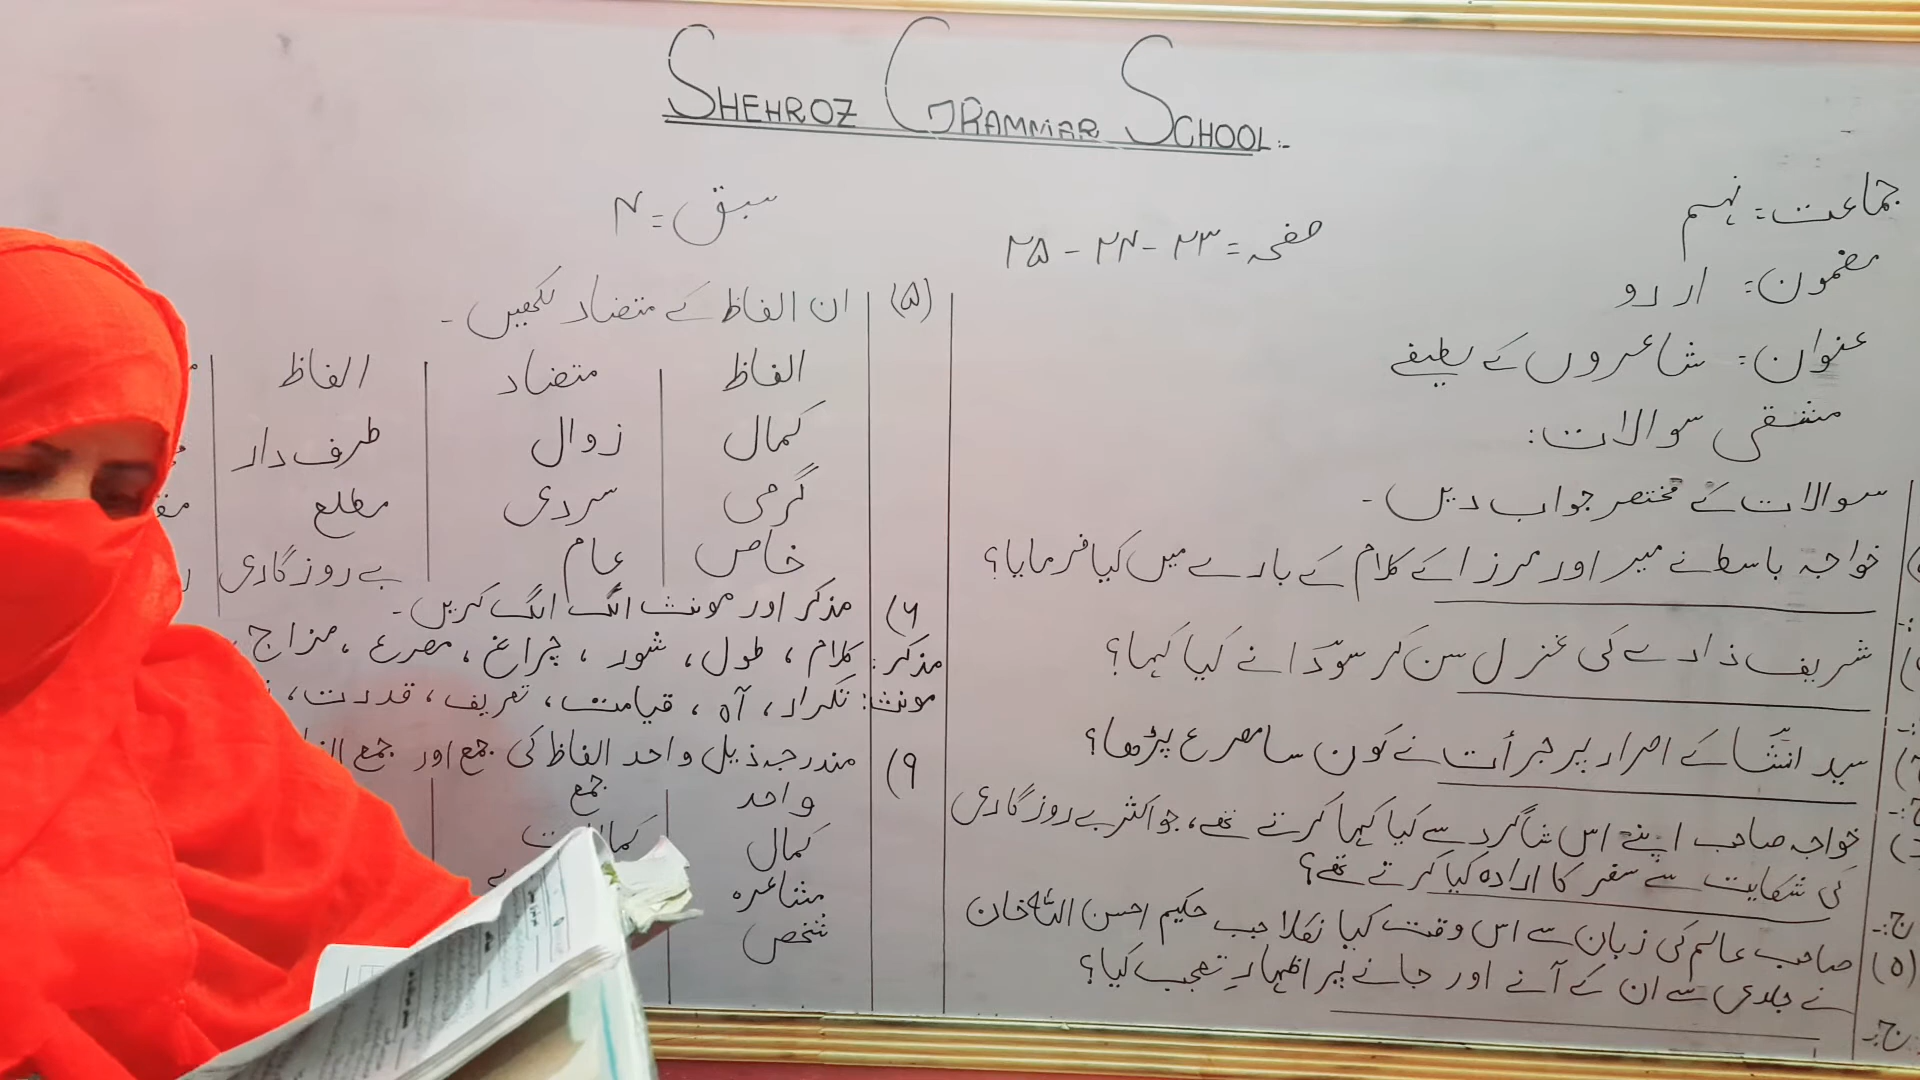 SHEHROZ GRAMMAR SCHOOL:-
جماعت: نہم
مضمون: اردو
عنوان: شاعروں کے لطیفے
مشقی سوالات:
صفحہ = ۲۳ - ۲۴ - ۲۵
سبق = ۴
سوالات کے مختصر جواب دیں۔
خواجہ باسط نے میر اور مرزا کے کلام کے بارے میں کیا فرمایا؟
شریف زادے کی غزل سن کر سوّدا نے کیا کہا؟
سید انشّا کے اصرار پر جرأت نے کون سا مصرع پڑھا؟
خواجہ صاحب اپنے اس شاگرد سے کیا کہا کرتے تھے، جو اکثر بے روزگاری
کی شکایت سے سفر کا ارادہ کیا کرتے تھے؟
ج:-
(۵) صاحب عالم کی زبان سے اس وقت کیا نکلا جب حکیم احسن اللہ خان
نے جلدی سے ان کے آنے اور جانے پر اظہارِ تعجب کیا؟
ج:-
(۵) ان الفاظ کے متضاد لکھیں۔
الفاظ متضاد الفاظ
کمال زوال طرف دار
گرمی سردی مطلع
خاص عام بے روزگاری
۶) مذکر اور مونث الگ الگ کریں۔
مذکر: کلام، طول، شور، چراغ، مصرع، مزاج،
مونث: تکرار، آہ، قیامت، تعریف، قدرت،
۹) مندرجہ ذیل واحد الفاظ کی جمع اور جمع
واحد جمع
کمال
مشاعرہ
شخص